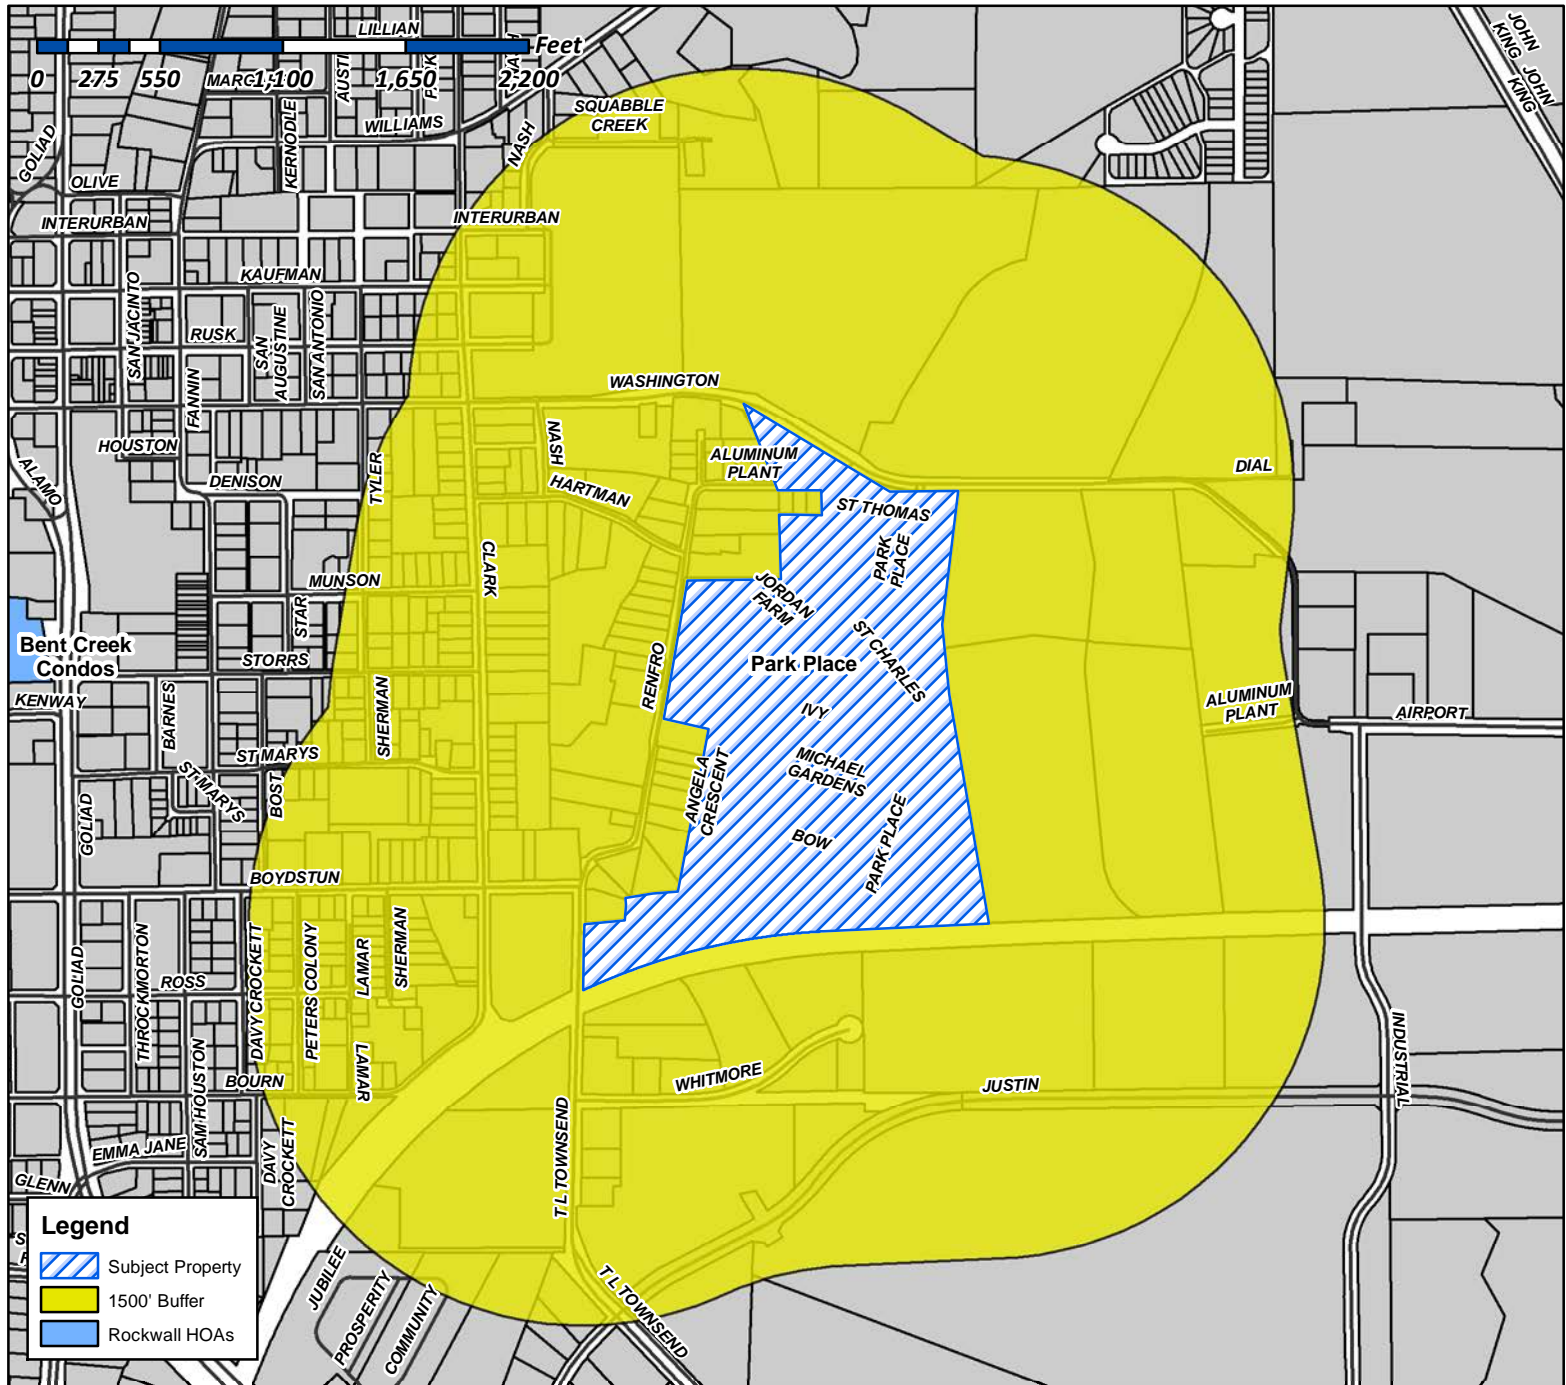 LILLIAN
Feet
0 275 550 1,100 1,650 2,200
AUSTI
WILLIAMS
KERNODLE
NASH
SQUABBLE
CREEK
JOHN
KING
JOHN
KING
GOLIAD
OLIVE
INTERURBAN
INTERURBAN
KAUFMAN
SAN JACINTO
RUSK
SAN
AUGUSTINE
SAN ANTONIO
FANNIN
WASHINGTON
HOUSTON
ALAMO
DENISON
TYLER
NASH
HARTMAN
ALUMINUM
PLANT
DIAL
ST THOMAS
PARK
PLACE
CLARK
MUNSON
STAR
JORDAN
FARM
ST CHARLES
Bent Creek
Condos
STORRS
RENFRO
Park Place
KENWAY
BARNES
SHERMAN
IVY
ALUMINUM
PLANT
AIRPORT
ST MARYS
ST MARYS
BOST
ANGELA
CRESCENT
MICHAEL
GARDENS
GOLIAD
BOW
PARK PLACE
BOYDSTUN
GOLIAD
THROCKMORTON
ROSS
DAVY CROCKETT
PETERS COLONY
LAMAR
SHERMAN
SAM HOUSTON
BOURN
LAMAR
WHITMORE
JUSTIN
INDUSTRIAL
EMMA JANE
DAVY
CROCKETT
T L TOWNSEND
GLENN
Legend
Subject Property
1500' Buffer
Rockwall HOAs
JUBILEE
PROSPERITY
COMMUNITY
T L TOWNSEND